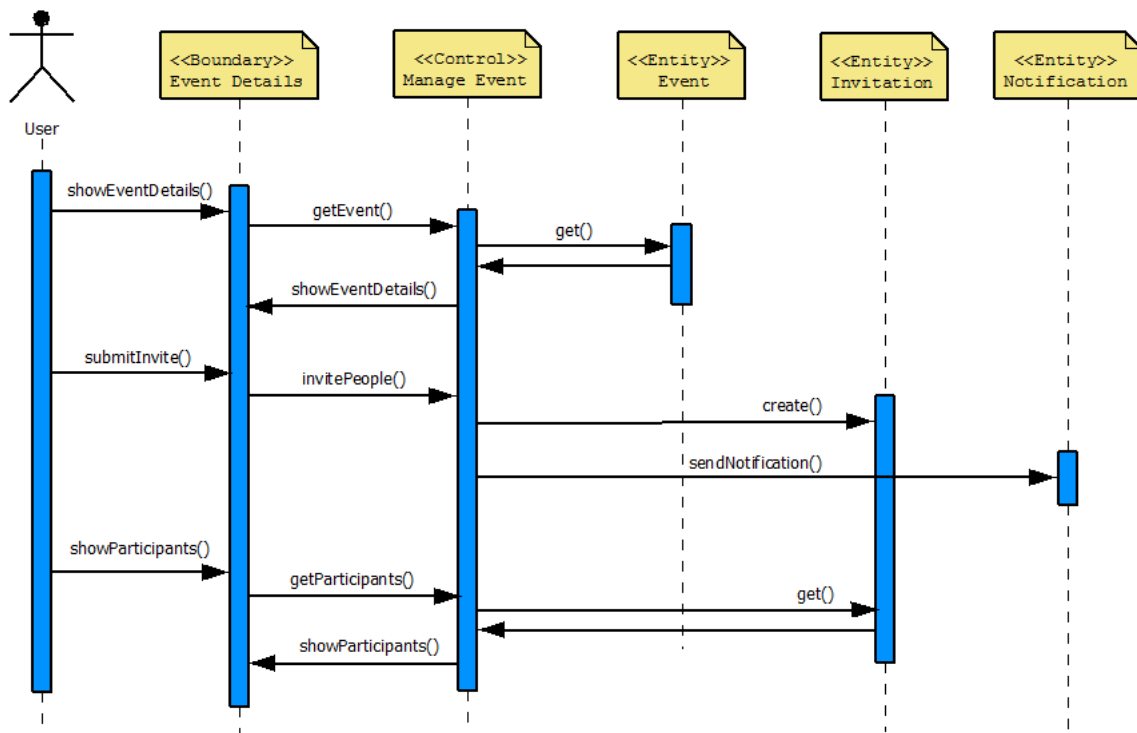 <<Boundary>>
Event Details
<<Control>>
Manage Event
<<Entity>>
Event
<<Entity>>
Invitation
<<Entity>>
Notification
User
showEventDetails()
getEvent()
get()
showEventDetails()
submitInvite()
invitePeople()
create()
sendNotification()
showParticipants()
getParticipants()
get()
showParticipants()